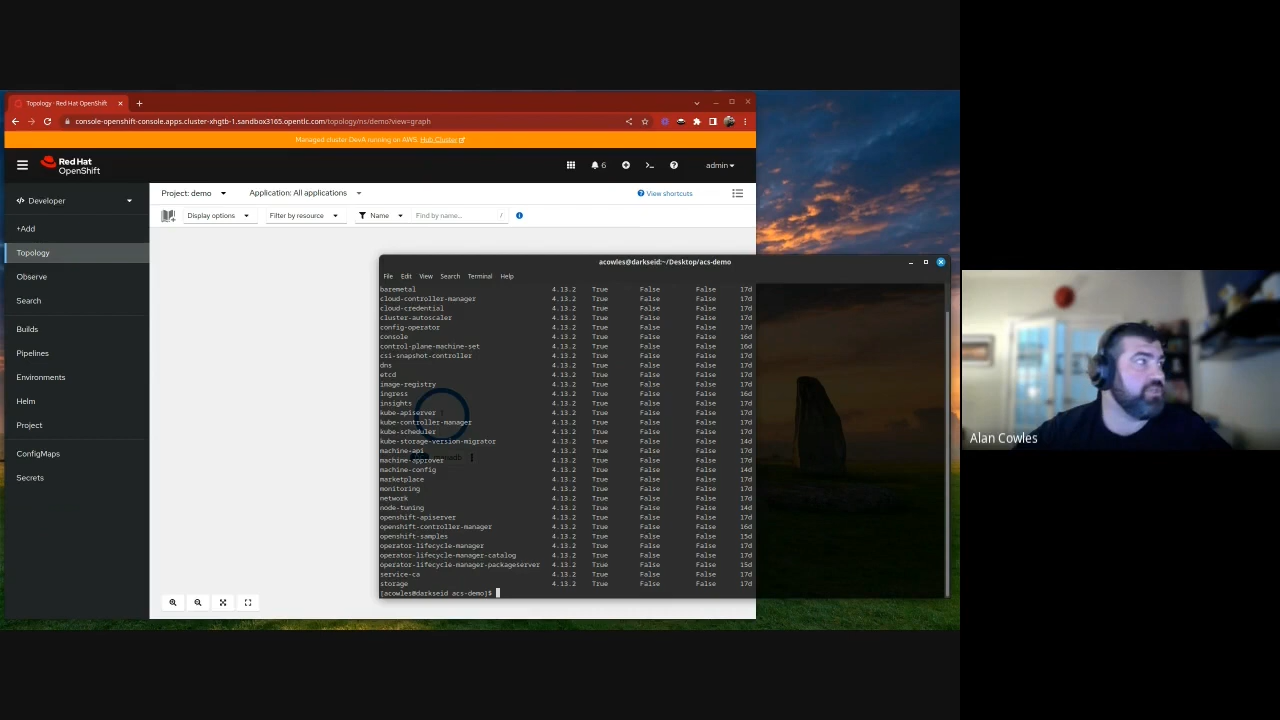 Topology · Red Hat OpenShift
console-openshift-console.apps.cluster-xhgtb-1.sandbox3165.opentlc.com/topology/ns/demo?view=graph
Managed cluster DevA running on AWS. Hub Cluster
Red Hat
OpenShift
6
admin
Developer
+Add
Topology
Observe
Search
Builds
Pipelines
Environments
Helm
Project
ConfigMaps
Secrets
Project: demo
Application: All applications
View shortcuts
Display options
Filter by resource
Name
Find by name...
/
acowles@darkseid:~/Desktop/acs-demo
File Edit View Search Terminal Help
baremetal 4.13.2 True False False 17d
cloud-controller-manager 4.13.2 True False False 17d
cloud-credential 4.13.2 True False False 17d
cluster-autoscaler 4.13.2 True False False 17d
config-operator 4.13.2 True False False 17d
console 4.13.2 True False False 16d
control-plane-machine-set 4.13.2 True False False 16d
csi-snapshot-controller 4.13.2 True False False 17d
dns 4.13.2 True False False 17d
etcd 4.13.2 True False False 17d
image-registry 4.13.2 True False False 17d
ingress 4.13.2 True False False 16d
insights 4.13.2 True False False 17d
kube-apiserver 4.13.2 True False False 17d
kube-controller-manager 4.13.2 True False False 17d
kube-scheduler 4.13.2 True False False 17d
kube-storage-version-migrator 4.13.2 True False False 14d
machine-api 4.13.2 True False False 17d
machine-approver 4.13.2 True False False 17d
machine-config 4.13.2 True False False 14d
marketplace 4.13.2 True False False 17d
monitoring 4.13.2 True False False 17d
network 4.13.2 True False False 17d
node-tuning 4.13.2 True False False 14d
openshift-apiserver 4.13.2 True False False 17d
openshift-controller-manager 4.13.2 True False False 16d
openshift-samples 4.13.2 True False False 15d
operator-lifecycle-manager 4.13.2 True False False 17d
operator-lifecycle-manager-catalog 4.13.2 True False False 17d
operator-lifecycle-manager-packageserver 4.13.2 True False False 15d
service-ca 4.13.2 True False False 17d
storage 4.13.2 True False False 17d
[acowles@darkseid acs-demo]$
Alan Cowles